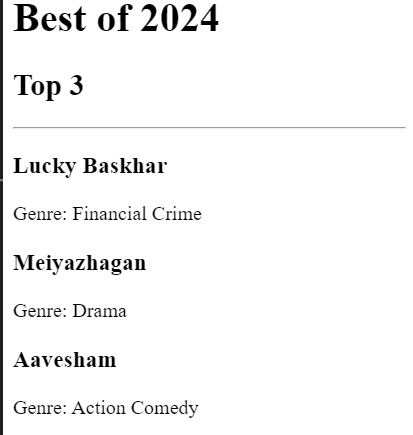 Best of 2024
Top 3
Lucky Baskhar
Genre: Financial Crime
Meiyazhagan
Genre: Drama
Aavesham
Genre: Action Comedy